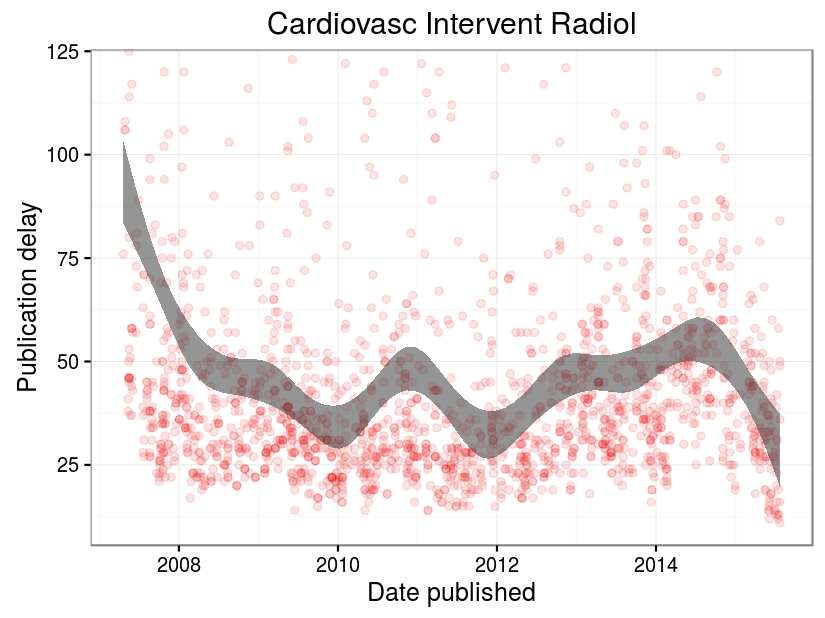 Cardiovasc Intervent Radiol
125
100
75
50
25
Publication delay
2008 2010 2012 2014
Date published